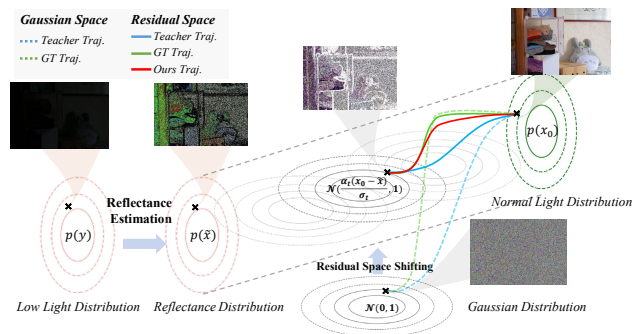 Gaussian Space
Teacher Traj.
GT Traj.
Residual Space
Teacher Traj.
GT Traj.
Ours Traj.
p(x₀)
Normal Light Distribution
𝒩(αₜ(x₀ − x̃)/σₜ, 1)
Reflectance
Estimation
p(y)
p(x̃)
Low Light Distribution
Reflectance Distribution
Residual Space Shifting
𝒩(0,1)
Gaussian Distribution